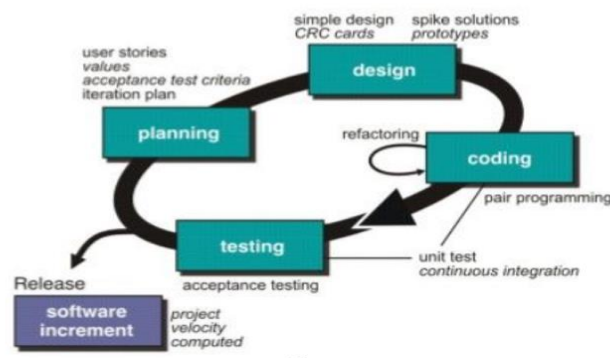 simple design
CRC cards
spike solutions
prototypes
user stories
values
acceptance test criteria
iteration plan
design
planning
refactoring
coding
pair programming
testing
unit test
continuous integration
acceptance testing
Release
software
increment
project
velocity
computed